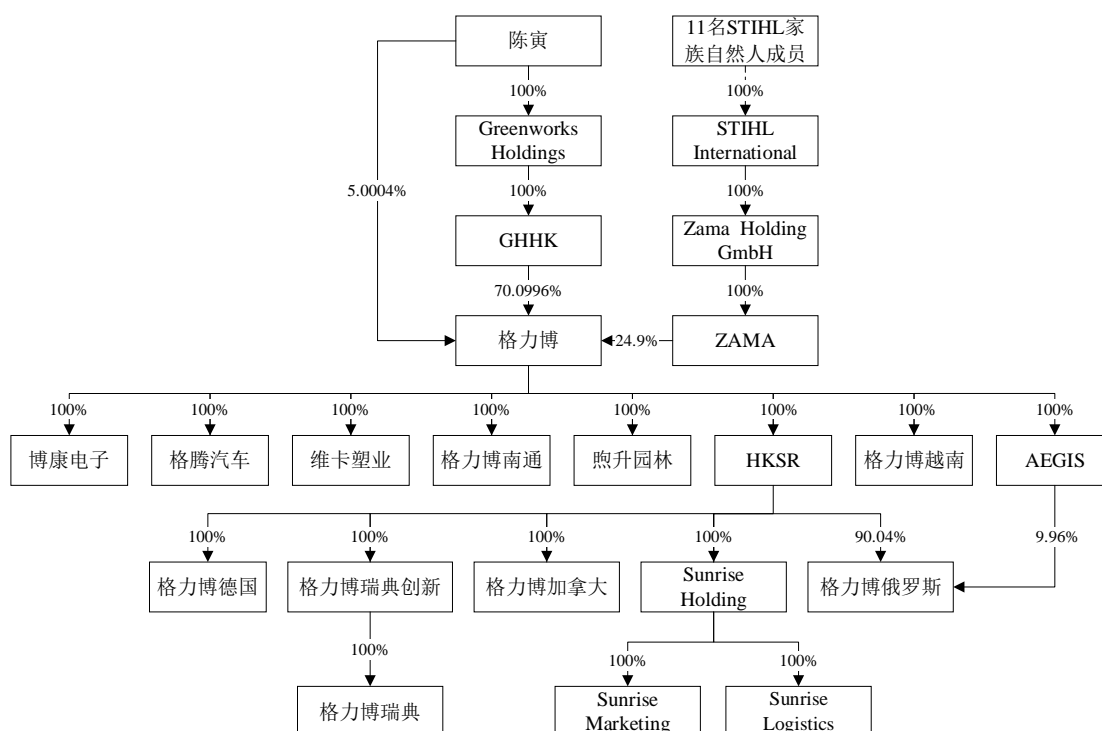 陈寅
11名STIHL家
族自然人成员
100%
100%
Greenworks
Holdings
STIHL
International
5.0004%
100%
100%
GHHK
Zama Holding
GmbH
70.0996%
100%
格力博
24.9%
ZAMA
100%
100%
100%
100%
100%
100%
100%
100%
博康电子
格腾汽车
维卡塑业
格力博南通
煦升园林
HKSR
格力博越南
AEGIS
100%
100%
100%
100%
90.04%
9.96%
格力博德国
格力博瑞典创新
格力博加拿大
Sunrise
Holding
格力博俄罗斯
100%
100%
100%
格力博瑞典
Sunrise
Marketing
Sunrise
Logistics